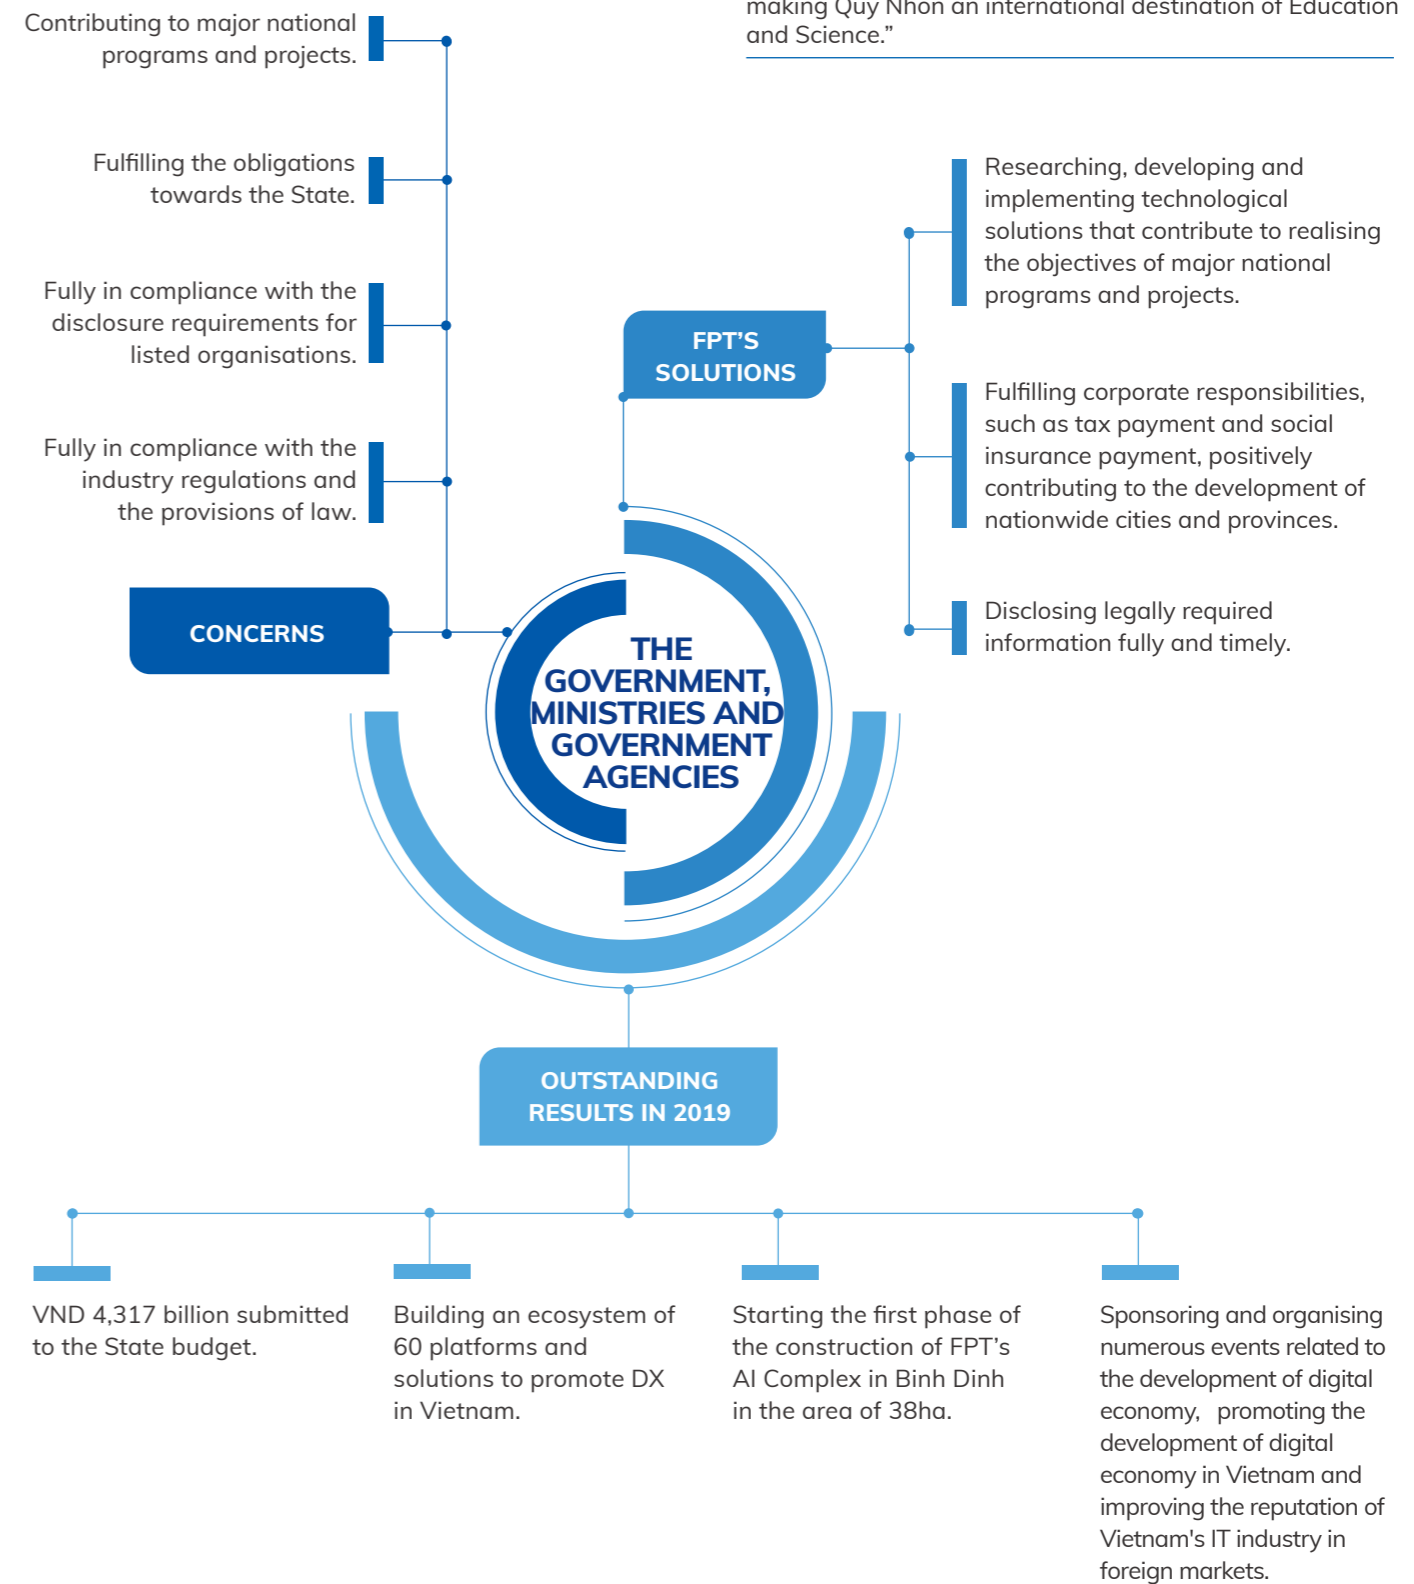 making Quy Nhon an international destination of Education
and Science.”
Contributing to major national
programs and projects.
Fulfilling the obligations
towards the State.
Fully in compliance with the
disclosure requirements for
listed organisations.
Fully in compliance with the
industry regulations and
the provisions of law.
CONCERNS
FPT’S
SOLUTIONS
Researching, developing and
implementing technological
solutions that contribute to realising
the objectives of major national
programs and projects.
Fulfilling corporate responsibilities,
such as tax payment and social
insurance payment, positively
contributing to the development of
nationwide cities and provinces.
Disclosing legally required
information fully and timely.
THE
GOVERNMENT,
MINISTRIES AND
GOVERNMENT
AGENCIES
OUTSTANDING
RESULTS IN 2019
VND 4,317 billion submitted
to the State budget.
Building an ecosystem of
60 platforms and
solutions to promote DX
in Vietnam.
Starting the first phase of
the construction of FPT’s
AI Complex in Binh Dinh
in the area of 38ha.
Sponsoring and organising
numerous events related to
the development of digital
economy, promoting the
development of digital
economy in Vietnam and
improving the reputation of
Vietnam's IT industry in
foreign markets.